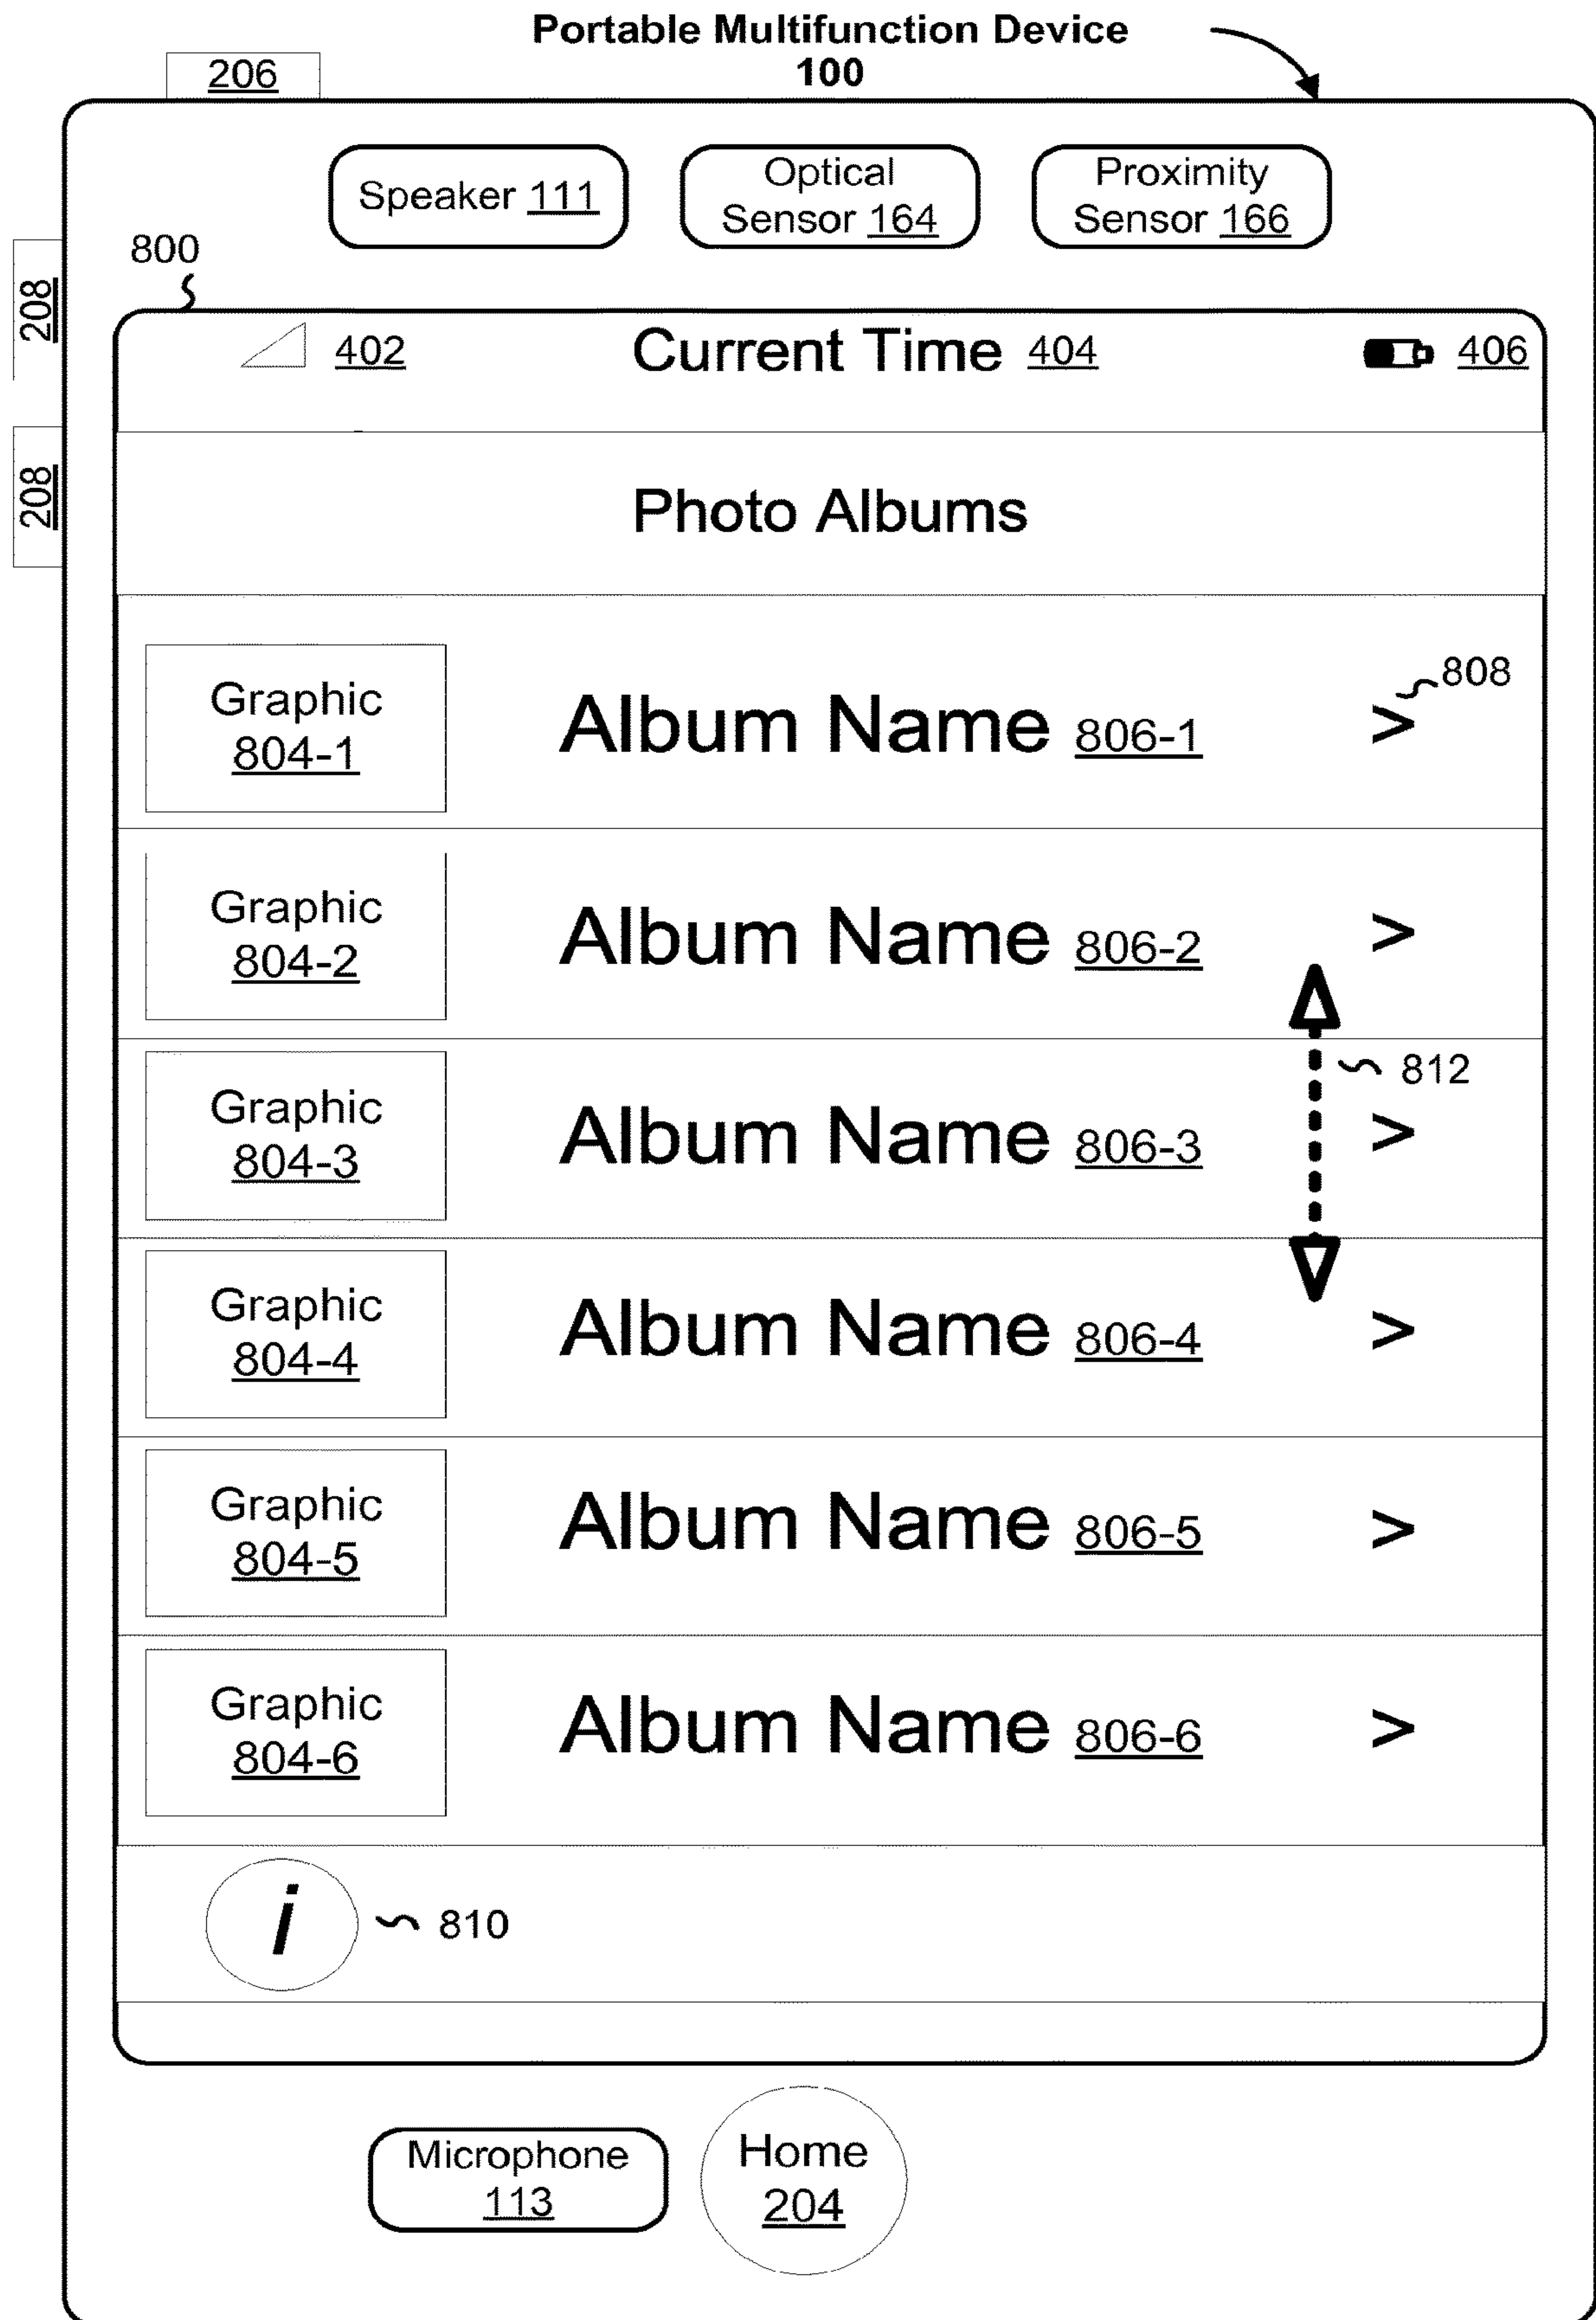 Portable Multifunction Device
100
206
Speaker 111
Optical
Sensor 164
Proximity
Sensor 166
800
208
402
Current Time 404
406
208
Photo Albums
Graphic
804-1
Album Name 806-1
>
808
Graphic
804-2
Album Name 806-2
>
812
Graphic
804-3
Album Name 806-3
>
Graphic
804-4
Album Name 806-4
>
Graphic
804-5
Album Name 806-5
>
Graphic
804-6
Album Name 806-6
>
i
810
Microphone
113
Home
204